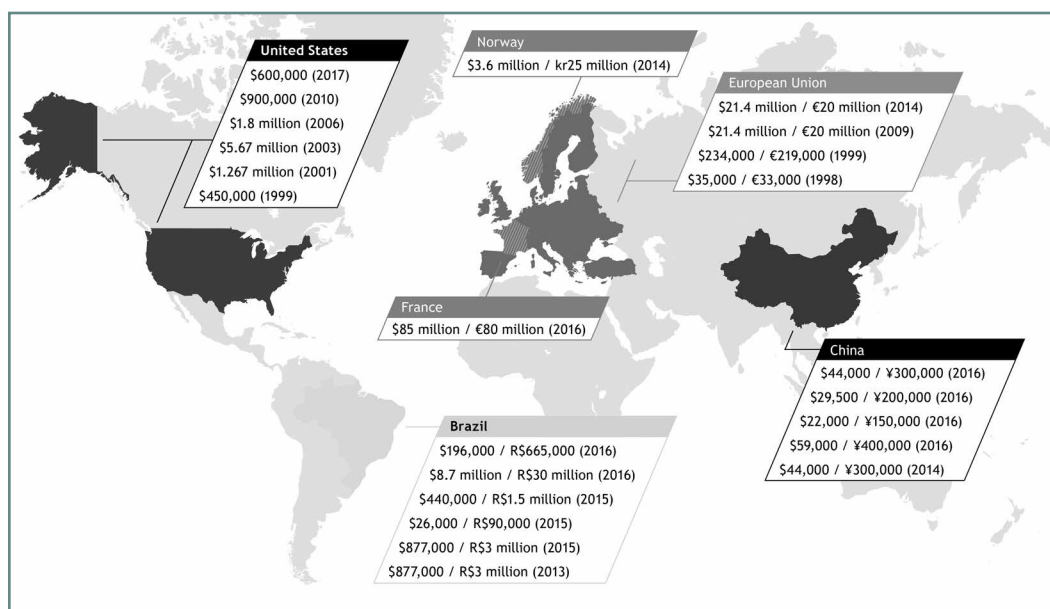 United States
$600,000 (2017)
$900,000 (2010)
$1.8 million (2006)
$5.67 million (2003)
$1.267 million (2001)
$450,000 (1999)
Norway
$3.6 million / kr25 million (2014)
European Union
$21.4 million / €20 million (2014)
$21.4 million / €20 million (2009)
$234,000 / €219,000 (1999)
$35,000 / €33,000 (1998)
France
$85 million / €80 million (2016)
China
$44,000 / ¥300,000 (2016)
$29,500 / ¥200,000 (2016)
$22,000 / ¥150,000 (2016)
$59,000 / ¥400,000 (2016)
$44,000 / ¥300,000 (2014)
Brazil
$196,000 / R$665,000 (2016)
$8.7 million / R$30 million (2016)
$440,000 / R$1.5 million (2015)
$26,000 / R$90,000 (2015)
$877,000 / R$3 million (2015)
$877,000 / R$3 million (2013)